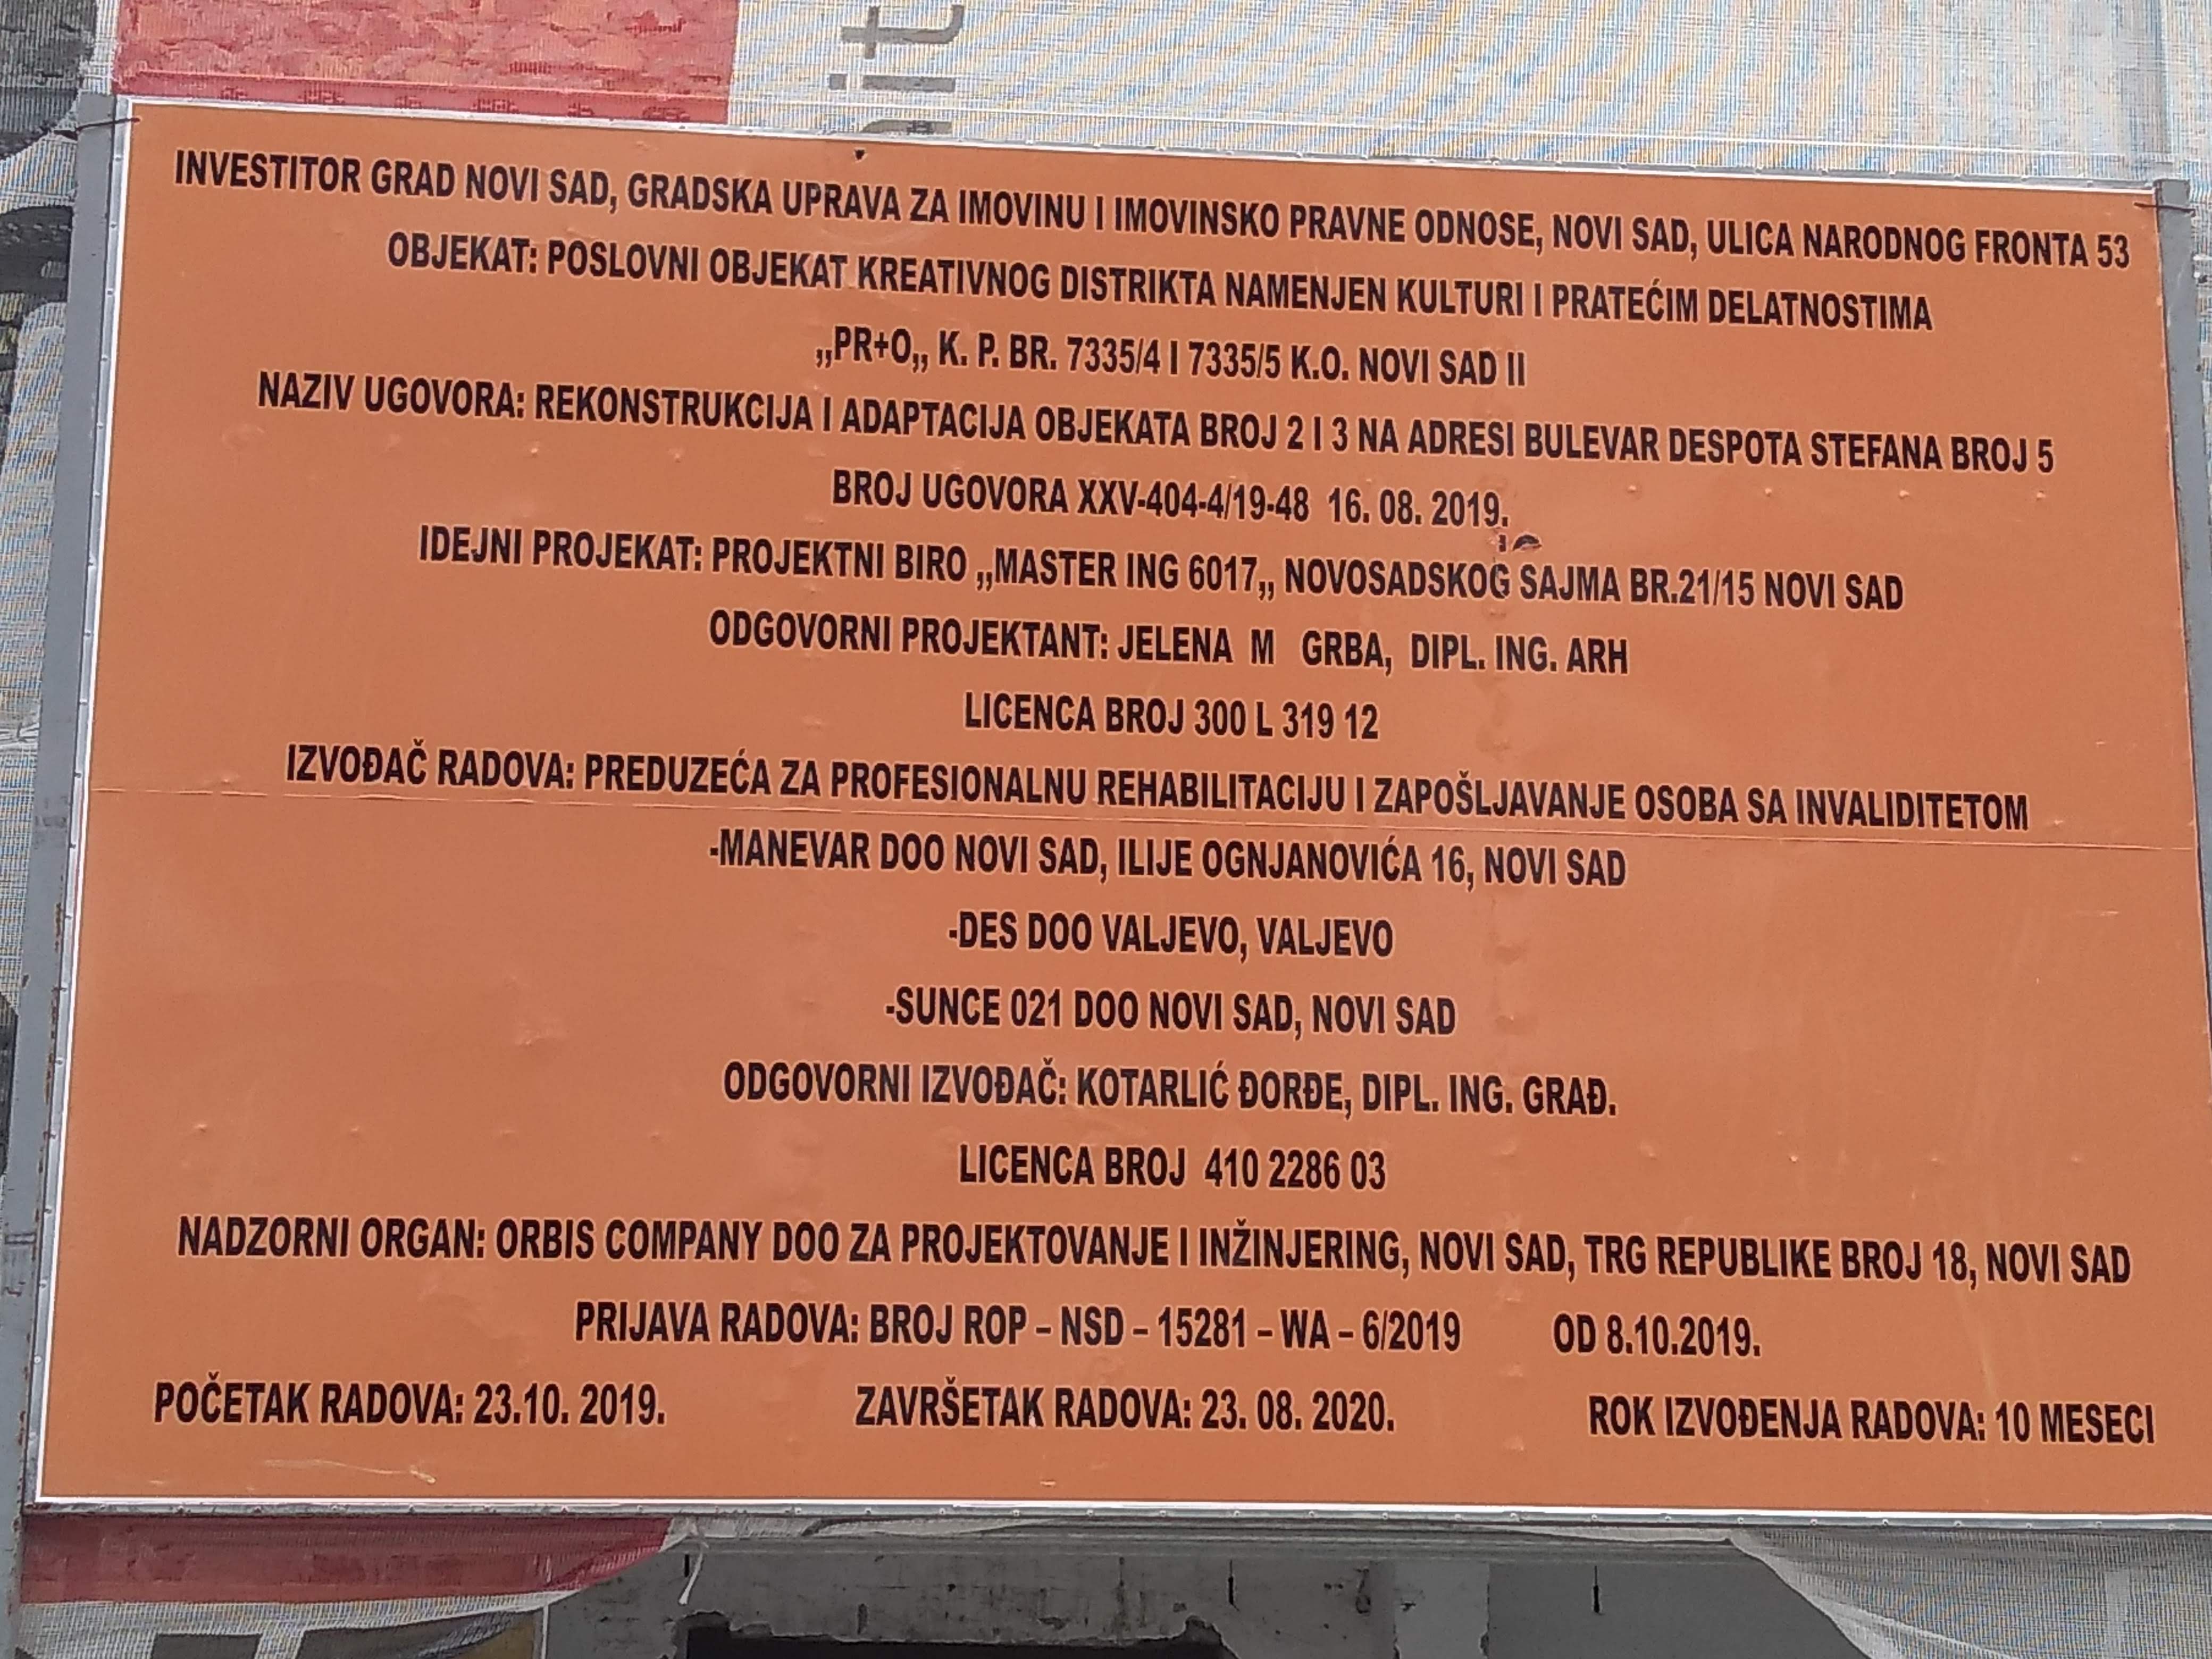 it
INVESTITOR GRAD NOVI SAD, GRADSKA UPRAVA ZA IMOVINU I IMOVINSKO PRAVNE ODNOSE, NOVI SAD, ULICA NARODNOG FRONTA 53
OBJEKAT: POSLOVNI OBJEKAT KREATIVNOG DISTRIKTA NAMENJEN KULTURI I PRATEĆIM DELATNOSTIMA
„PR+O„ K. P. BR. 7335/4 I 7335/5 K.O. NOVI SAD II
NAZIV UGOVORA: REKONSTRUKCIJA I ADAPTACIJA OBJEKATA BROJ 2 I 3 NA ADRESI BULEVAR DESPOTA STEFANA BROJ 5
BROJ UGOVORA XXV-404-4/19-48 16. 08. 2019.
IDEJNI PROJEKAT: PROJEKTNI BIRO „MASTER ING 6017„ NOVOSADSKOG SAJMA BR.21/15 NOVI SAD
ODGOVORNI PROJEKTANT: JELENA M GRBA, DIPL. ING. ARH
LICENCA BROJ 300 L 319 12
IZVOĐAČ RADOVA: PREDUZEĆA ZA PROFESIONALNU REHABILITACIJU I ZAPOŠLJAVANJE OSOBA SA INVALIDITETOM
-MANEVAR DOO NOVI SAD, ILIJE OGNJANOVIĆA 16, NOVI SAD
-DES DOO VALJEVO, VALJEVO
-SUNCE 021 DOO NOVI SAD, NOVI SAD
ODGOVORNI IZVOĐAČ: KOTARLIĆ ĐORĐE, DIPL. ING. GRAĐ.
LICENCA BROJ 410 2286 03
NADZORNI ORGAN: ORBIS COMPANY DOO ZA PROJEKTOVANJE I INŽINJERING, NOVI SAD, TRG REPUBLIKE BROJ 18, NOVI SAD
PRIJAVA RADOVA: BROJ ROP – NSD – 15281 – WA – 6/2019 OD 8.10.2019.
POČETAK RADOVA: 23.10. 2019. ZAVRŠETAK RADOVA: 23. 08. 2020. ROK IZVOĐENJA RADOVA: 10 MESECI